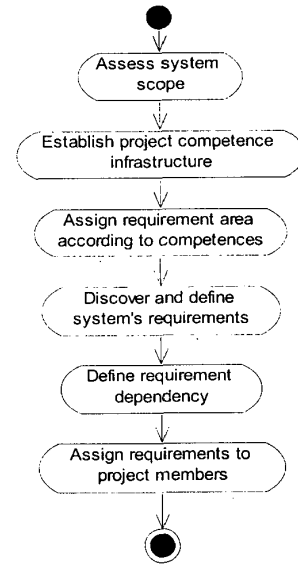 Assess system
scope
Establish project competence
infrastructure
Assign requirement area
according to competences
Discover and define
system's requirements
Define requirement
dependency
Assign requirements to
project members